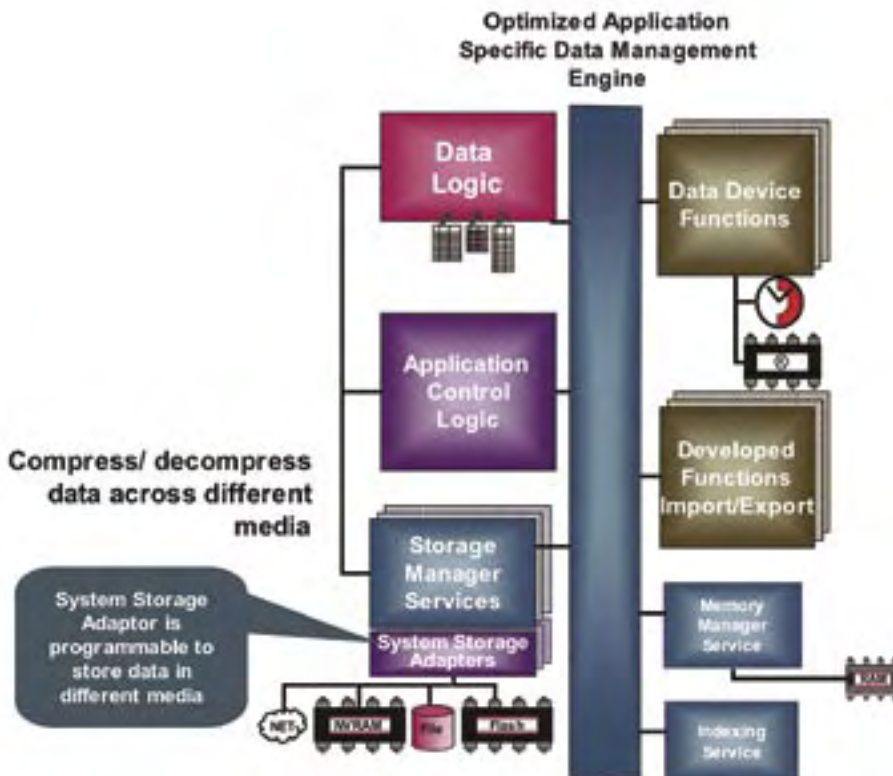 Optimized Application
Specific Data Management
Engine
Data
Logic
Data Device
Functions
®
Application
Control
Logic
Developed
Functions
Import/Export
Compress/ decompress
data across different
media
Storage
Manager
Services
System Storage
Adaptor is
programmable to
store data in
different media
System Storage
Adapters
NET
NVRAM
File
Flash
Memory
Manager
Service
RAM
Indexing
Service